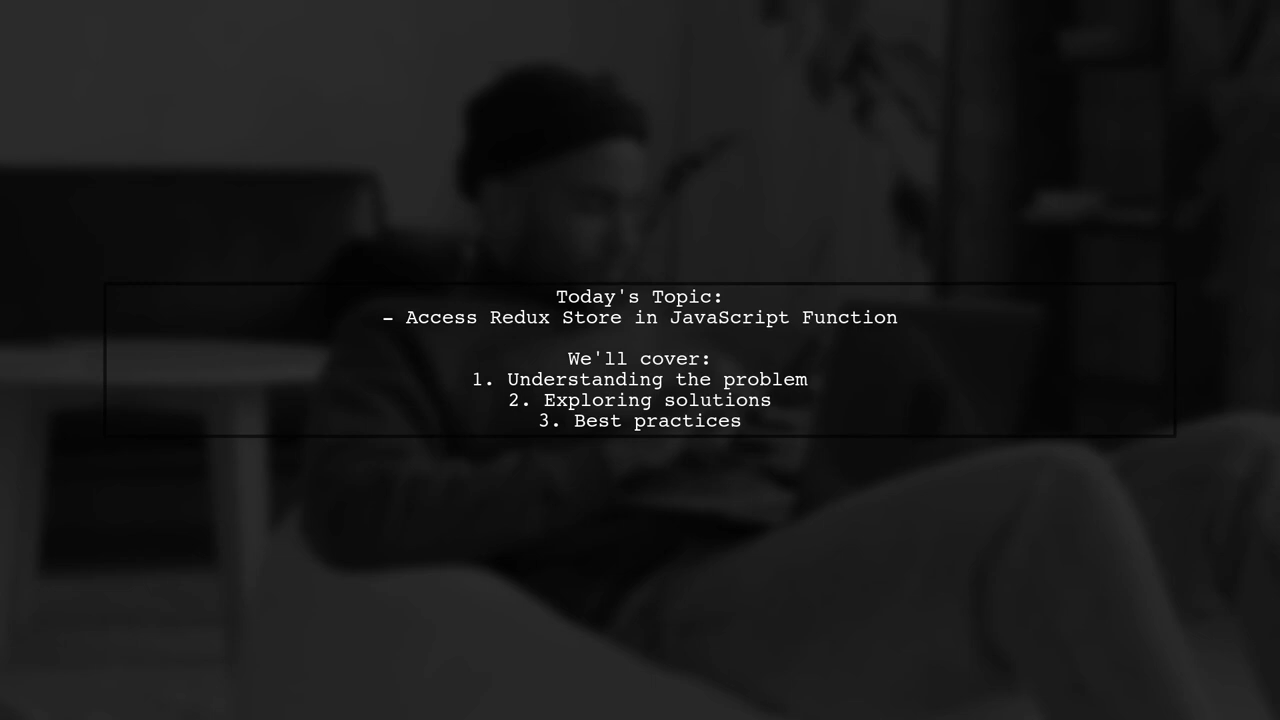 Today's Topic:
- Access Redux Store in JavaScript Function
We'll cover:
1. Understanding the problem
2. Exploring solutions
3. Best practices